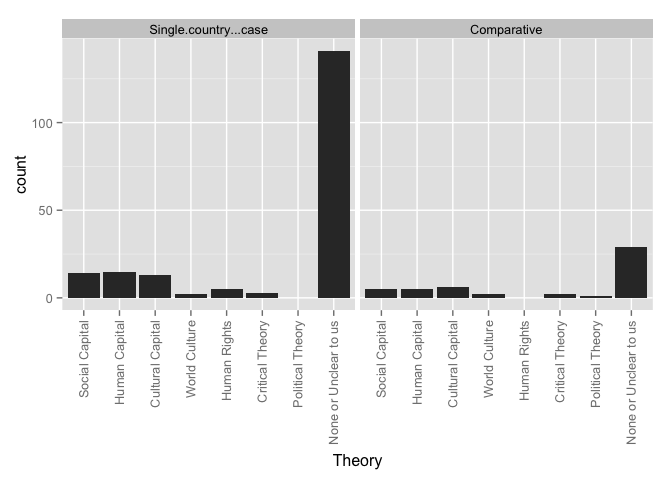 Single.country...case
Comparative
count
100
50
0
Social Capital
Human Capital
Cultural Capital
World Culture
Human Rights
Critical Theory
Political Theory
None or Unclear to us
Social Capital
Human Capital
Cultural Capital
World Culture
Human Rights
Critical Theory
Political Theory
None or Unclear to us
Theory